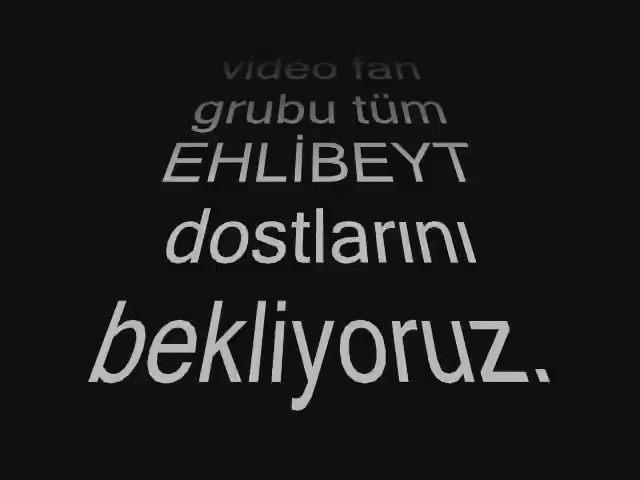 video fan
grubu tüm
EHLİBEYT
dostlarını
bekliyoruz.